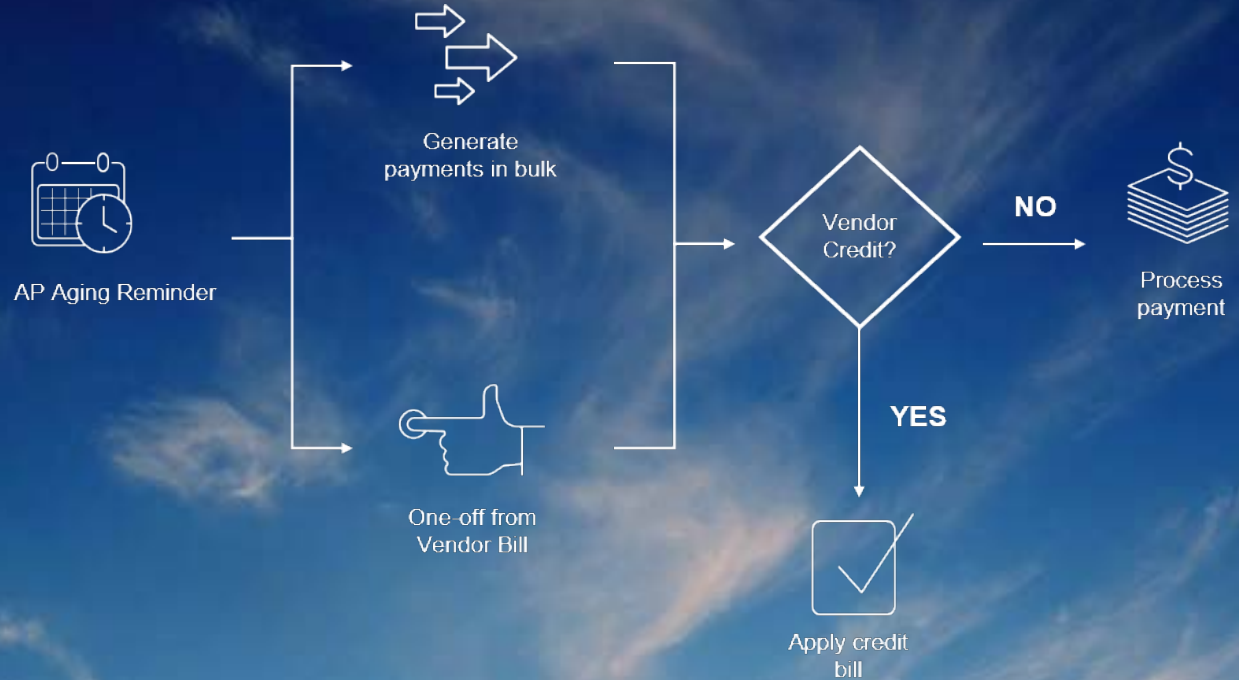 Generate
payments in bulk
AP Aging Reminder
Vendor
Credit?
NO
$
Process
payment
YES
One-off from
Vendor Bill
Apply credit
bill